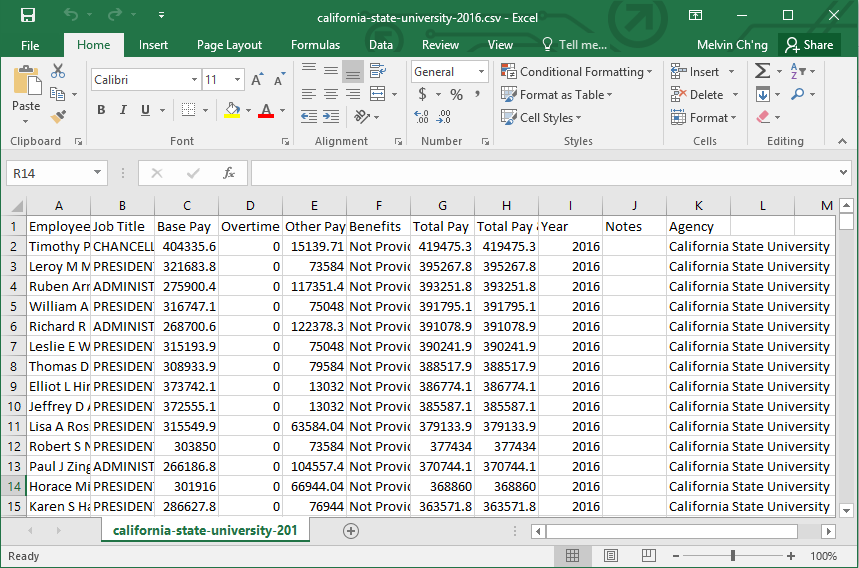 california-state-university-2016.csv - Excel
File Home Insert Page Layout Formulas Data Review View Tell me... Melvin Ch'ng Share
Calibri 11 A A General Conditional Formatting Insert
Paste B I U A $ % , Format as Table Delete
Cell Styles Format
Clipboard Font Alignment Number Styles Cells Editing
R14 fx
A B C D E F G H I J K L M
1 Employee Job Title Base Pay Overtime Other Pay Benefits Total Pay Total Pay Year Notes Agency
2 Timothy P CHANCELL 404335.6 0 15139.71 Not Provid 419475.3 419475.3 2016 California State University
3 Leroy M M PRESIDEN 321683.8 0 73584 Not Provid 395267.8 395267.8 2016 California State University
4 Ruben Arr ADMINIST 275900.4 0 117351.4 Not Provid 393251.8 393251.8 2016 California State University
5 William A PRESIDEN 316747.1 0 75048 Not Provid 391795.1 391795.1 2016 California State University
6 Richard R ADMINIST 268700.6 0 122378.3 Not Provid 391078.9 391078.9 2016 California State University
7 Leslie E W PRESIDEN 315193.9 0 75048 Not Provid 390241.9 390241.9 2016 California State University
8 Thomas D PRESIDEN 308933.9 0 79584 Not Provid 388517.9 388517.9 2016 California State University
9 Elliot L Hir PRESIDEN 373742.1 0 13032 Not Provid 386774.1 386774.1 2016 California State University
10 Jeffrey D PRESIDEN 372555.1 0 13032 Not Provid 385587.1 385587.1 2016 California State University
11 Lisa A Ros PRESIDEN 315549.9 0 63584.04 Not Provid 379133.9 379133.9 2016 California State University
12 Robert S N PRESIDEN 303850 0 73584 Not Provid 377434 377434 2016 California State University
13 Paul J Zing ADMINIST 266186.8 0 104557.4 Not Provid 370744.1 370744.1 2016 California State University
14 Horace Mi PRESIDEN 301916 0 66944.04 Not Provid 368860 368860 2016 California State University
15 Karen S Ha PRESIDEN 286627.8 0 76944 Not Provid 363571.8 363571.8 2016 California State University
california-state-university-201
Ready 100%